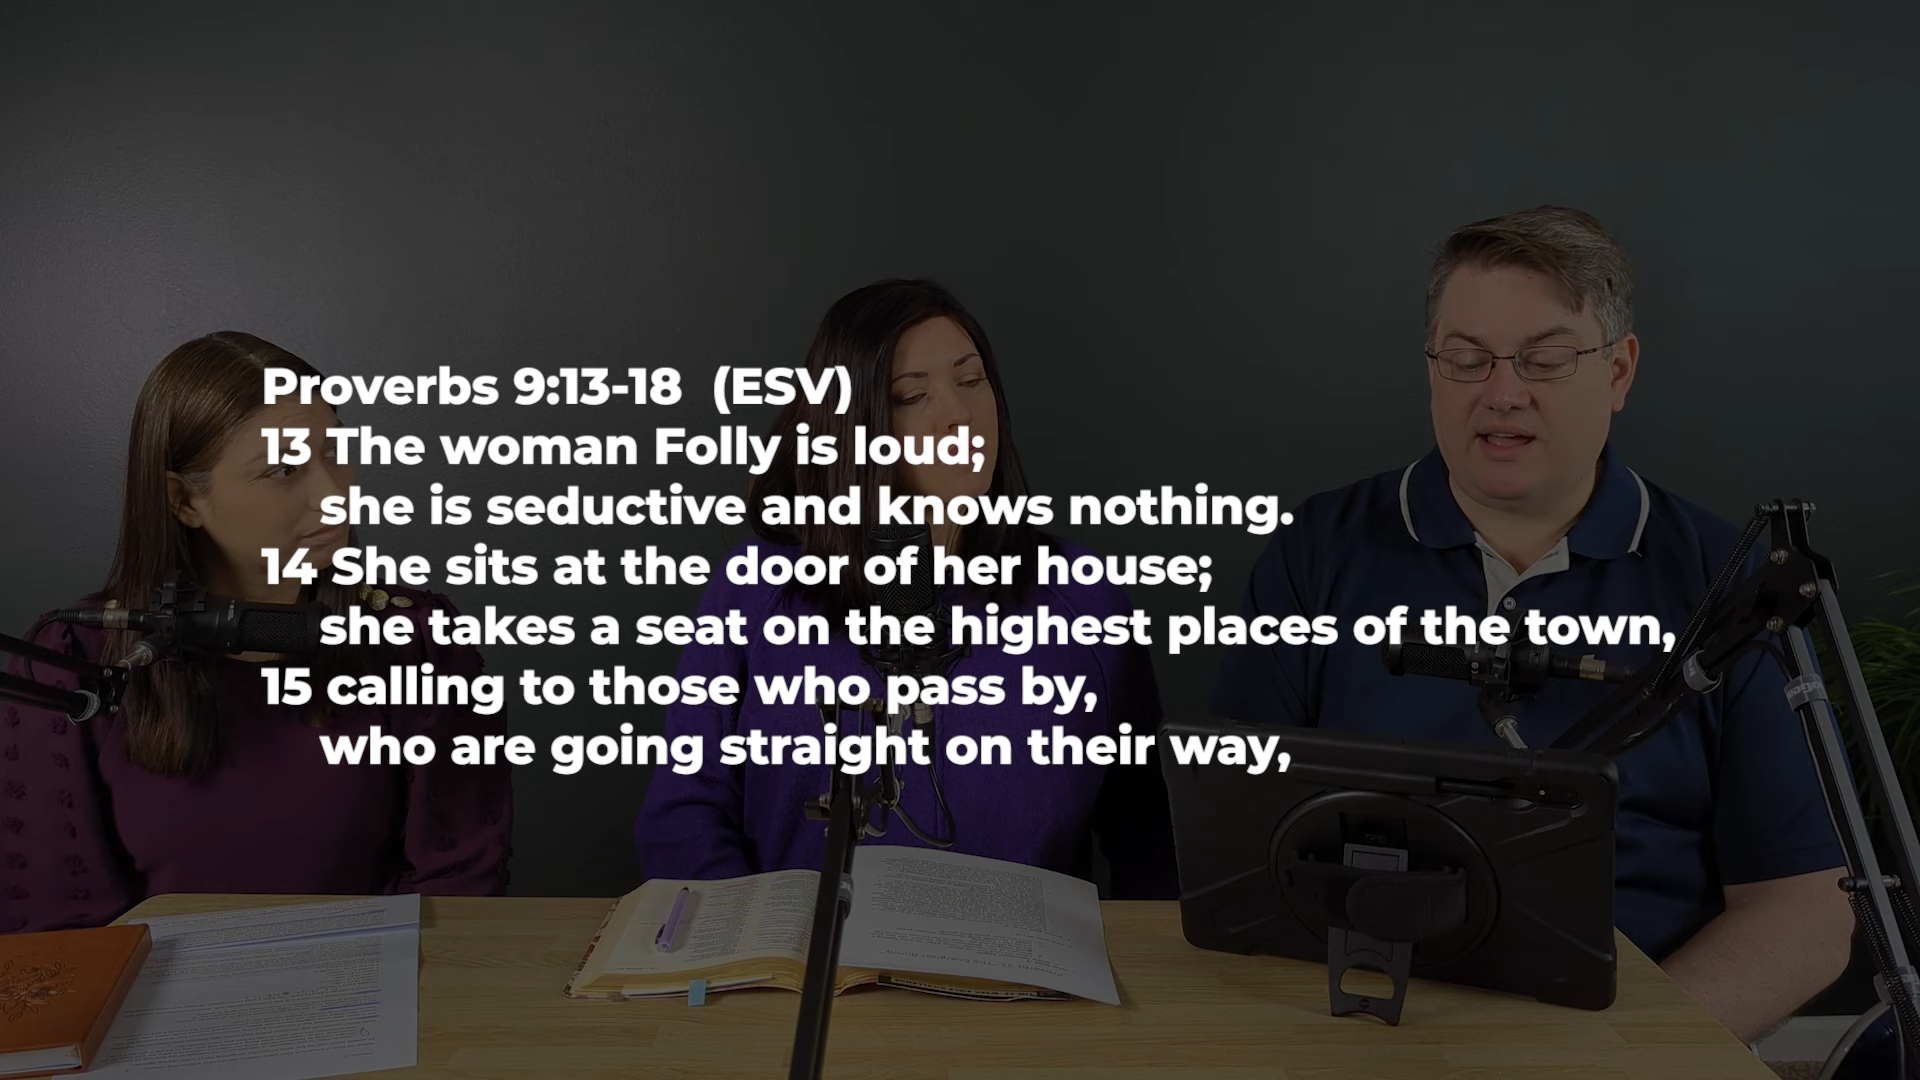 Proverbs 9:13-18 (ESV)
13 The woman Folly is loud;
she is seductive and knows nothing.
14 She sits at the door of her house;
she takes a seat on the highest places of the town,
15 calling to those who pass by,
who are going straight on their way,